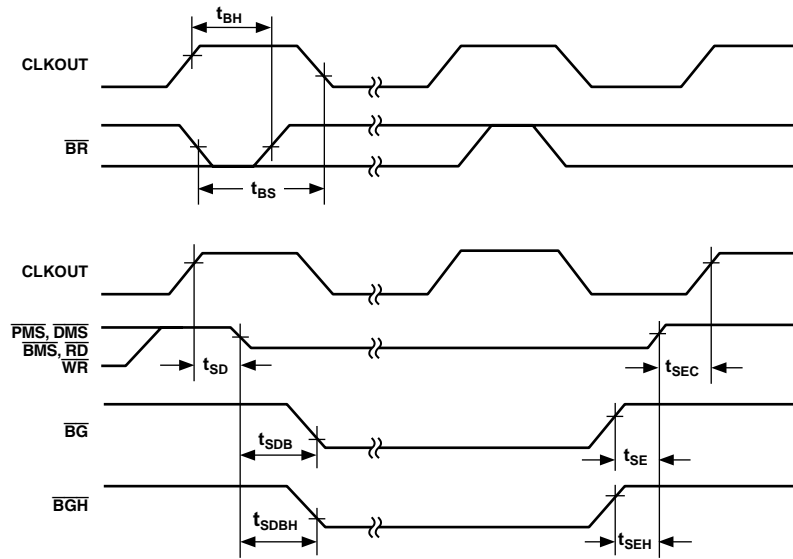 tBH
CLKOUT
BR
tBS
CLKOUT
PMS, DMS
BMS, RD
WR
tSD
tSEC
BG
tSDB
tSE
BGH
tSDBH
tSEH